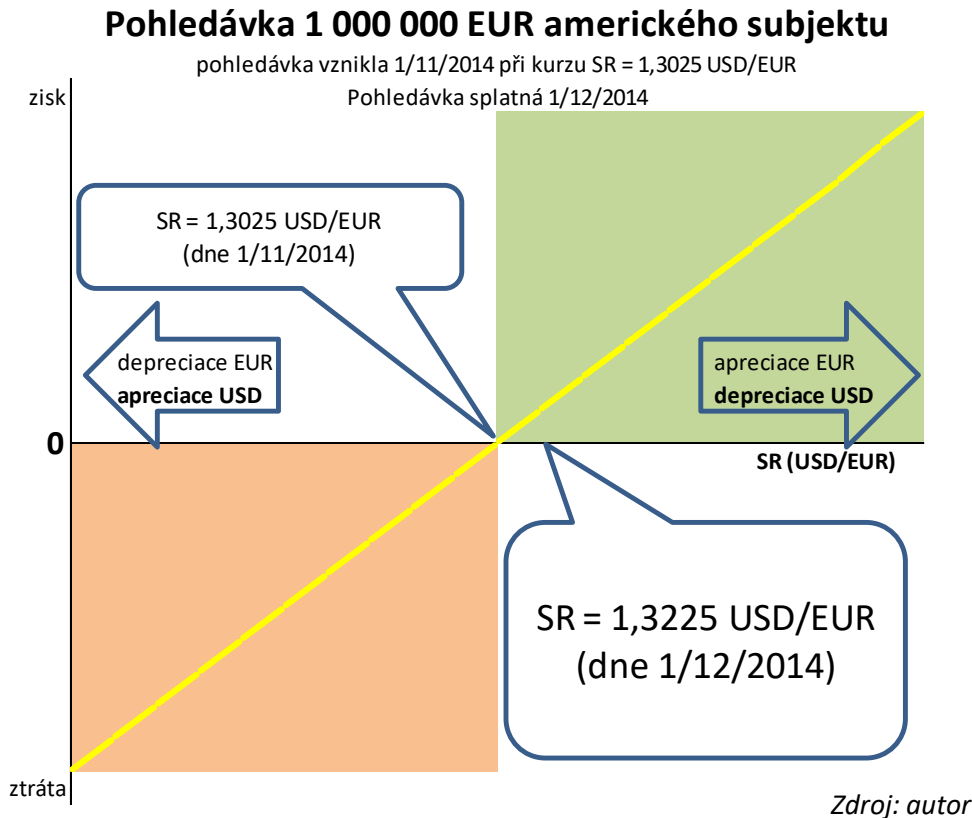 Pohledávka 1 000 000 EUR amerického subjektu
pohledávka vznikla 1/11/2014 při kurzu SR = 1,3025 USD/EUR
Pohledávka splatná 1/12/2014
zisk
SR = 1,3025 USD/EUR
(dne 1/11/2014)
depreciace EUR
apreciace USD
apreciace EUR
depreciace USD
0
SR (USD/EUR)
SR = 1,3225 USD/EUR
(dne 1/12/2014)
ztráta
Zdroj: autor